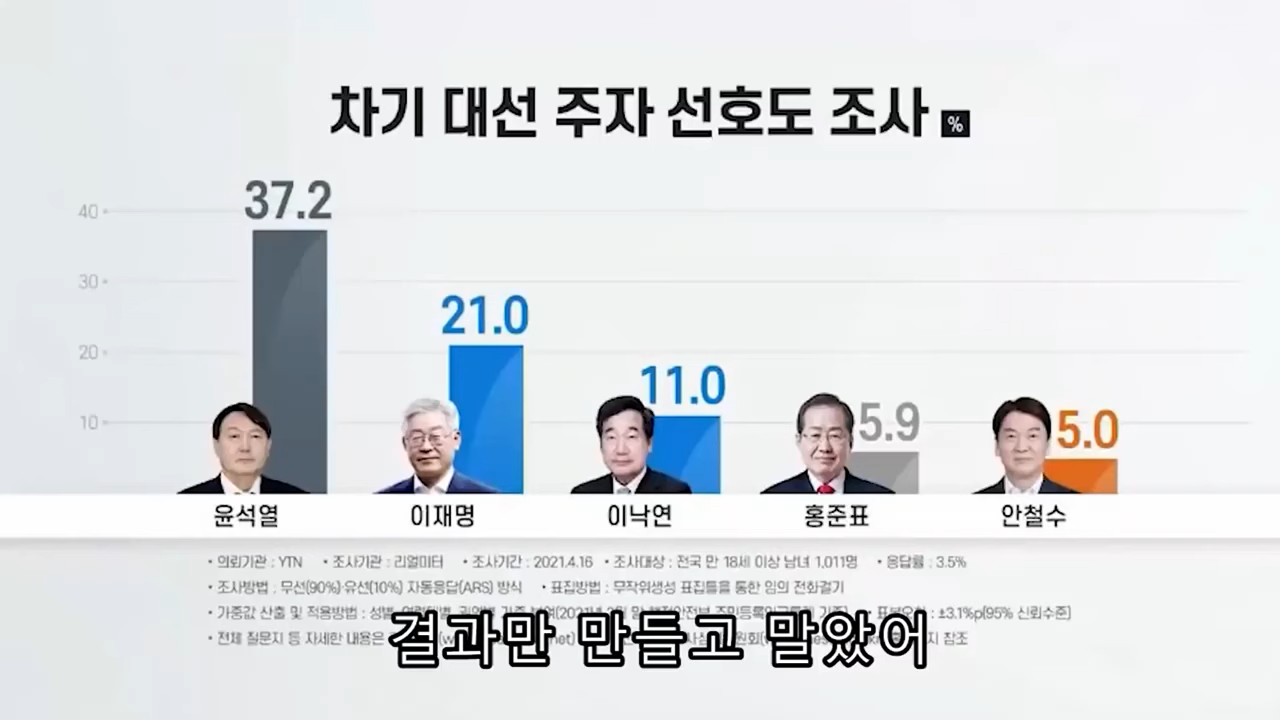 차기 대선 주자 선호도 조사 %
40
30
20
10
37.2
21.0
11.0
5.9
5.0
윤석열
이재명
이낙연
홍준표
안철수
• 의뢰기관 : YTN • 조사기관 : 리얼미터 • 조사기간 : 2021.4.16 • 조사대상 : 전국 만 18세 이상 남녀 1,011명 • 응답률 : 3.5%
• 조사방법 : 무선(90%)·유선(10%) 자동응답(ARS) 방식 • 표집방법 : 무작위생성 표집틀을 통한 임의 전화걸기
• 가중값 산출 및 적용방법 : 성별 ±3.1%p(95% 신뢰수준)
• 전체 질문지 등 자세한 내용은 참조
결과만 만들고 말았어